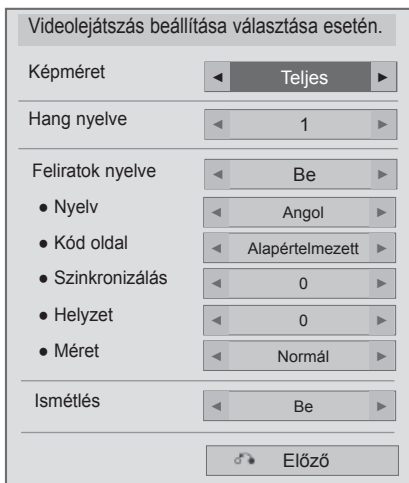 Videolejátszás beállítása választása esetén.
Képméret ◄ Teljes ►
Hang nyelve ◄ 1 ►
Feliratok nyelve ◄ Be ►
● Nyelv ◄ Angol ►
● Kód oldal ◄ Alapértelmezett ►
● Szinkronizálás ◄ 0 ►
● Helyzet ◄ 0 ►
● Méret ◄ Normál ►
Ismétlés ◄ Be ►
Előző